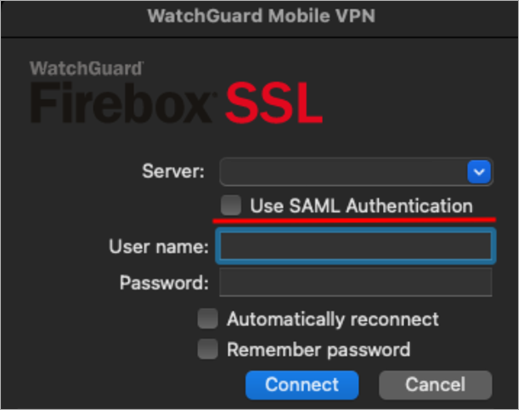 WatchGuard Mobile VPN
WatchGuard
Firebox SSL
Server:
Use SAML Authentication
User name:
Password:
Automatically reconnect
Remember password
Connect Cancel